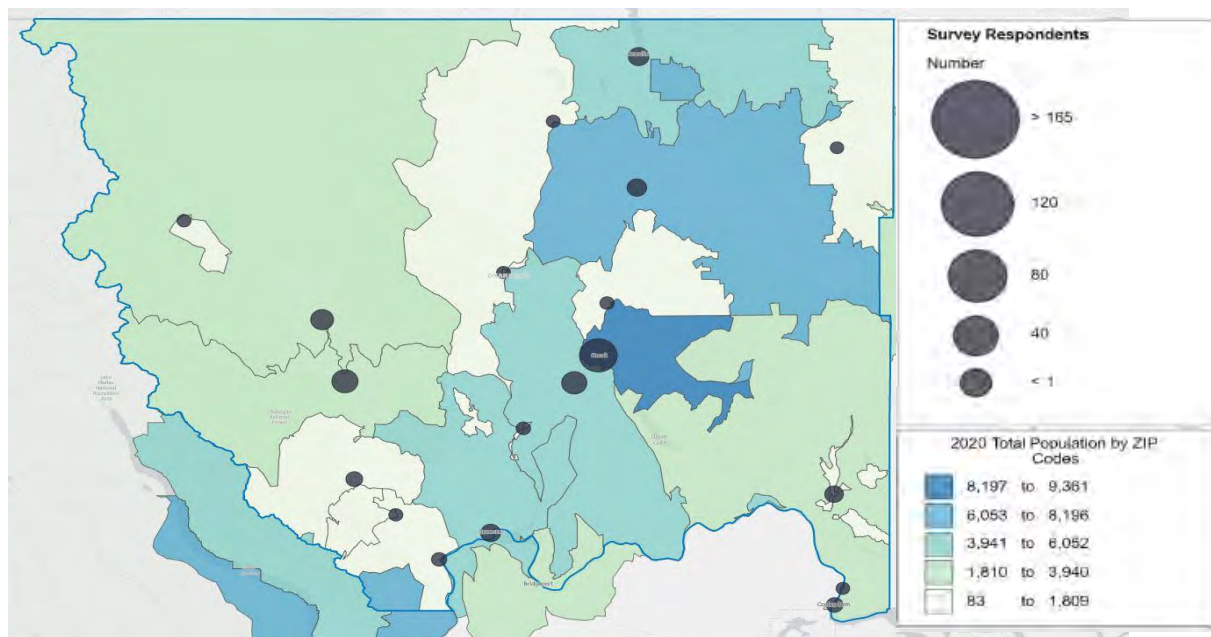 Survey Respondents
Number
> 165
120
80
40
< 1
2020 Total Population by ZIP
Codes
8,197 to 9,361
6,053 to 8,196
3,941 to 6,052
1,810 to 3,940
83 to 1,809
Omak
Bridgeport